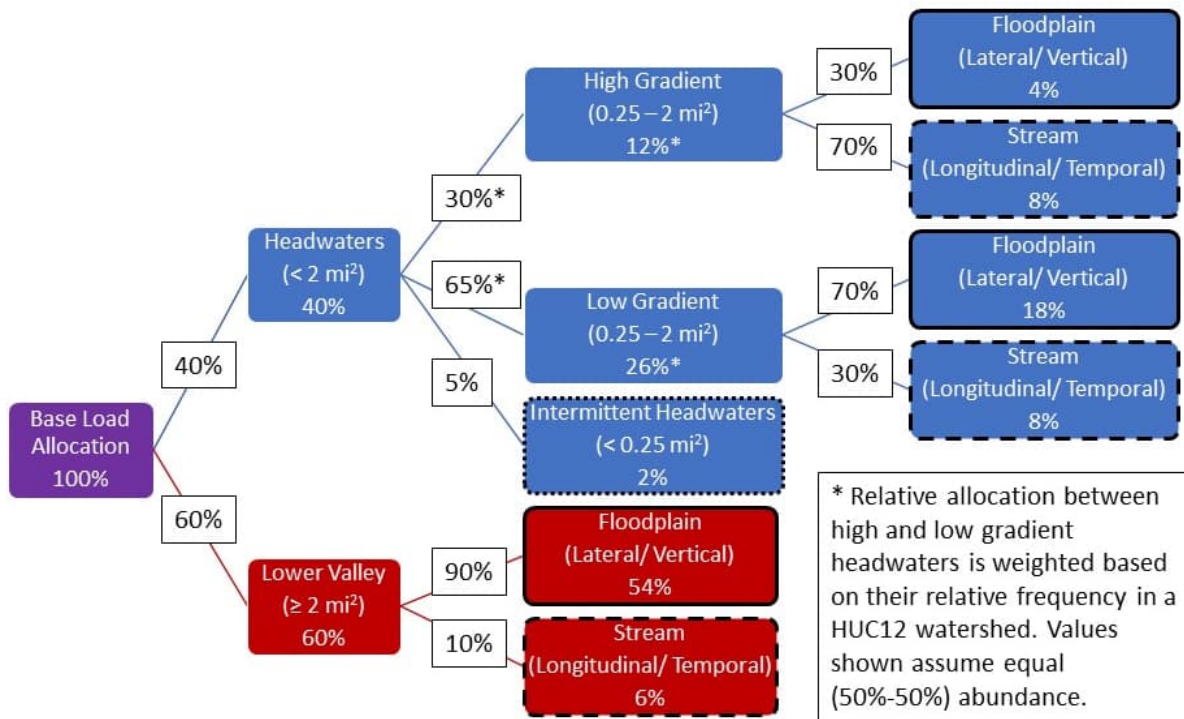 Base Load
Allocation
100%
40%
60%
Headwaters
(< 2 mi²)
40%
30%*
65%*
5%
High Gradient
(0.25 – 2 mi²)
12%*
30%
70%
Floodplain
(Lateral/ Vertical)
4%
Stream
(Longitudinal/ Temporal)
8%
Low Gradient
(0.25 – 2 mi²)
26%*
70%
30%
Floodplain
(Lateral/ Vertical)
18%
Stream
(Longitudinal/ Temporal)
8%
Intermittent Headwaters
(< 0.25 mi²)
2%
Lower Valley
(≥ 2 mi²)
60%
90%
10%
Floodplain
(Lateral/ Vertical)
54%
Stream
(Longitudinal/ Temporal)
6%
* Relative allocation between
high and low gradient
headwaters is weighted based
on their relative frequency in a
HUC12 watershed. Values
shown assume equal
(50%-50%) abundance.